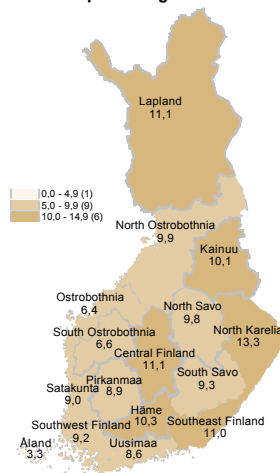 Lapland
11,1
0,0 - 4,9 (1)
5,0 - 9,9 (9)
10,0 - 14,9 (6)
North Ostrobothnia
9,9
Kainuu
10,1
Ostrobothnia
6,4
North Savo
9,8
South Ostrobothnia
6,6
North Karelia
13,3
Central Finland
11,1
South Savo
9,3
Pirkanmaa
8,9
Satakunta
9,0
Häme
10,3
Southwest Finland
9,2
Southeast Finland
11,0
Åland
3,3
Uusimaa
8,6